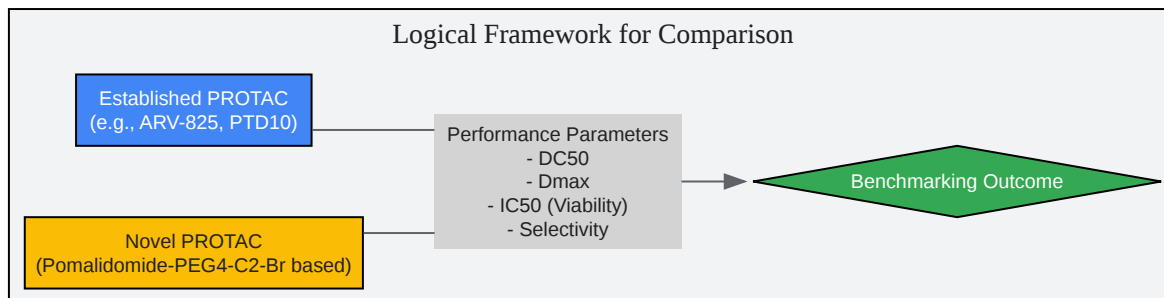 Logical Framework for Comparison
Established PROTAC
(e.g., ARV-825, PTD10)
Performance Parameters
- DC50
- Dmax
- IC50 (Viability)
- Selectivity
Benchmarking Outcome
Novel PROTAC
(Pomalidomide-PEG4-C2-Br based)